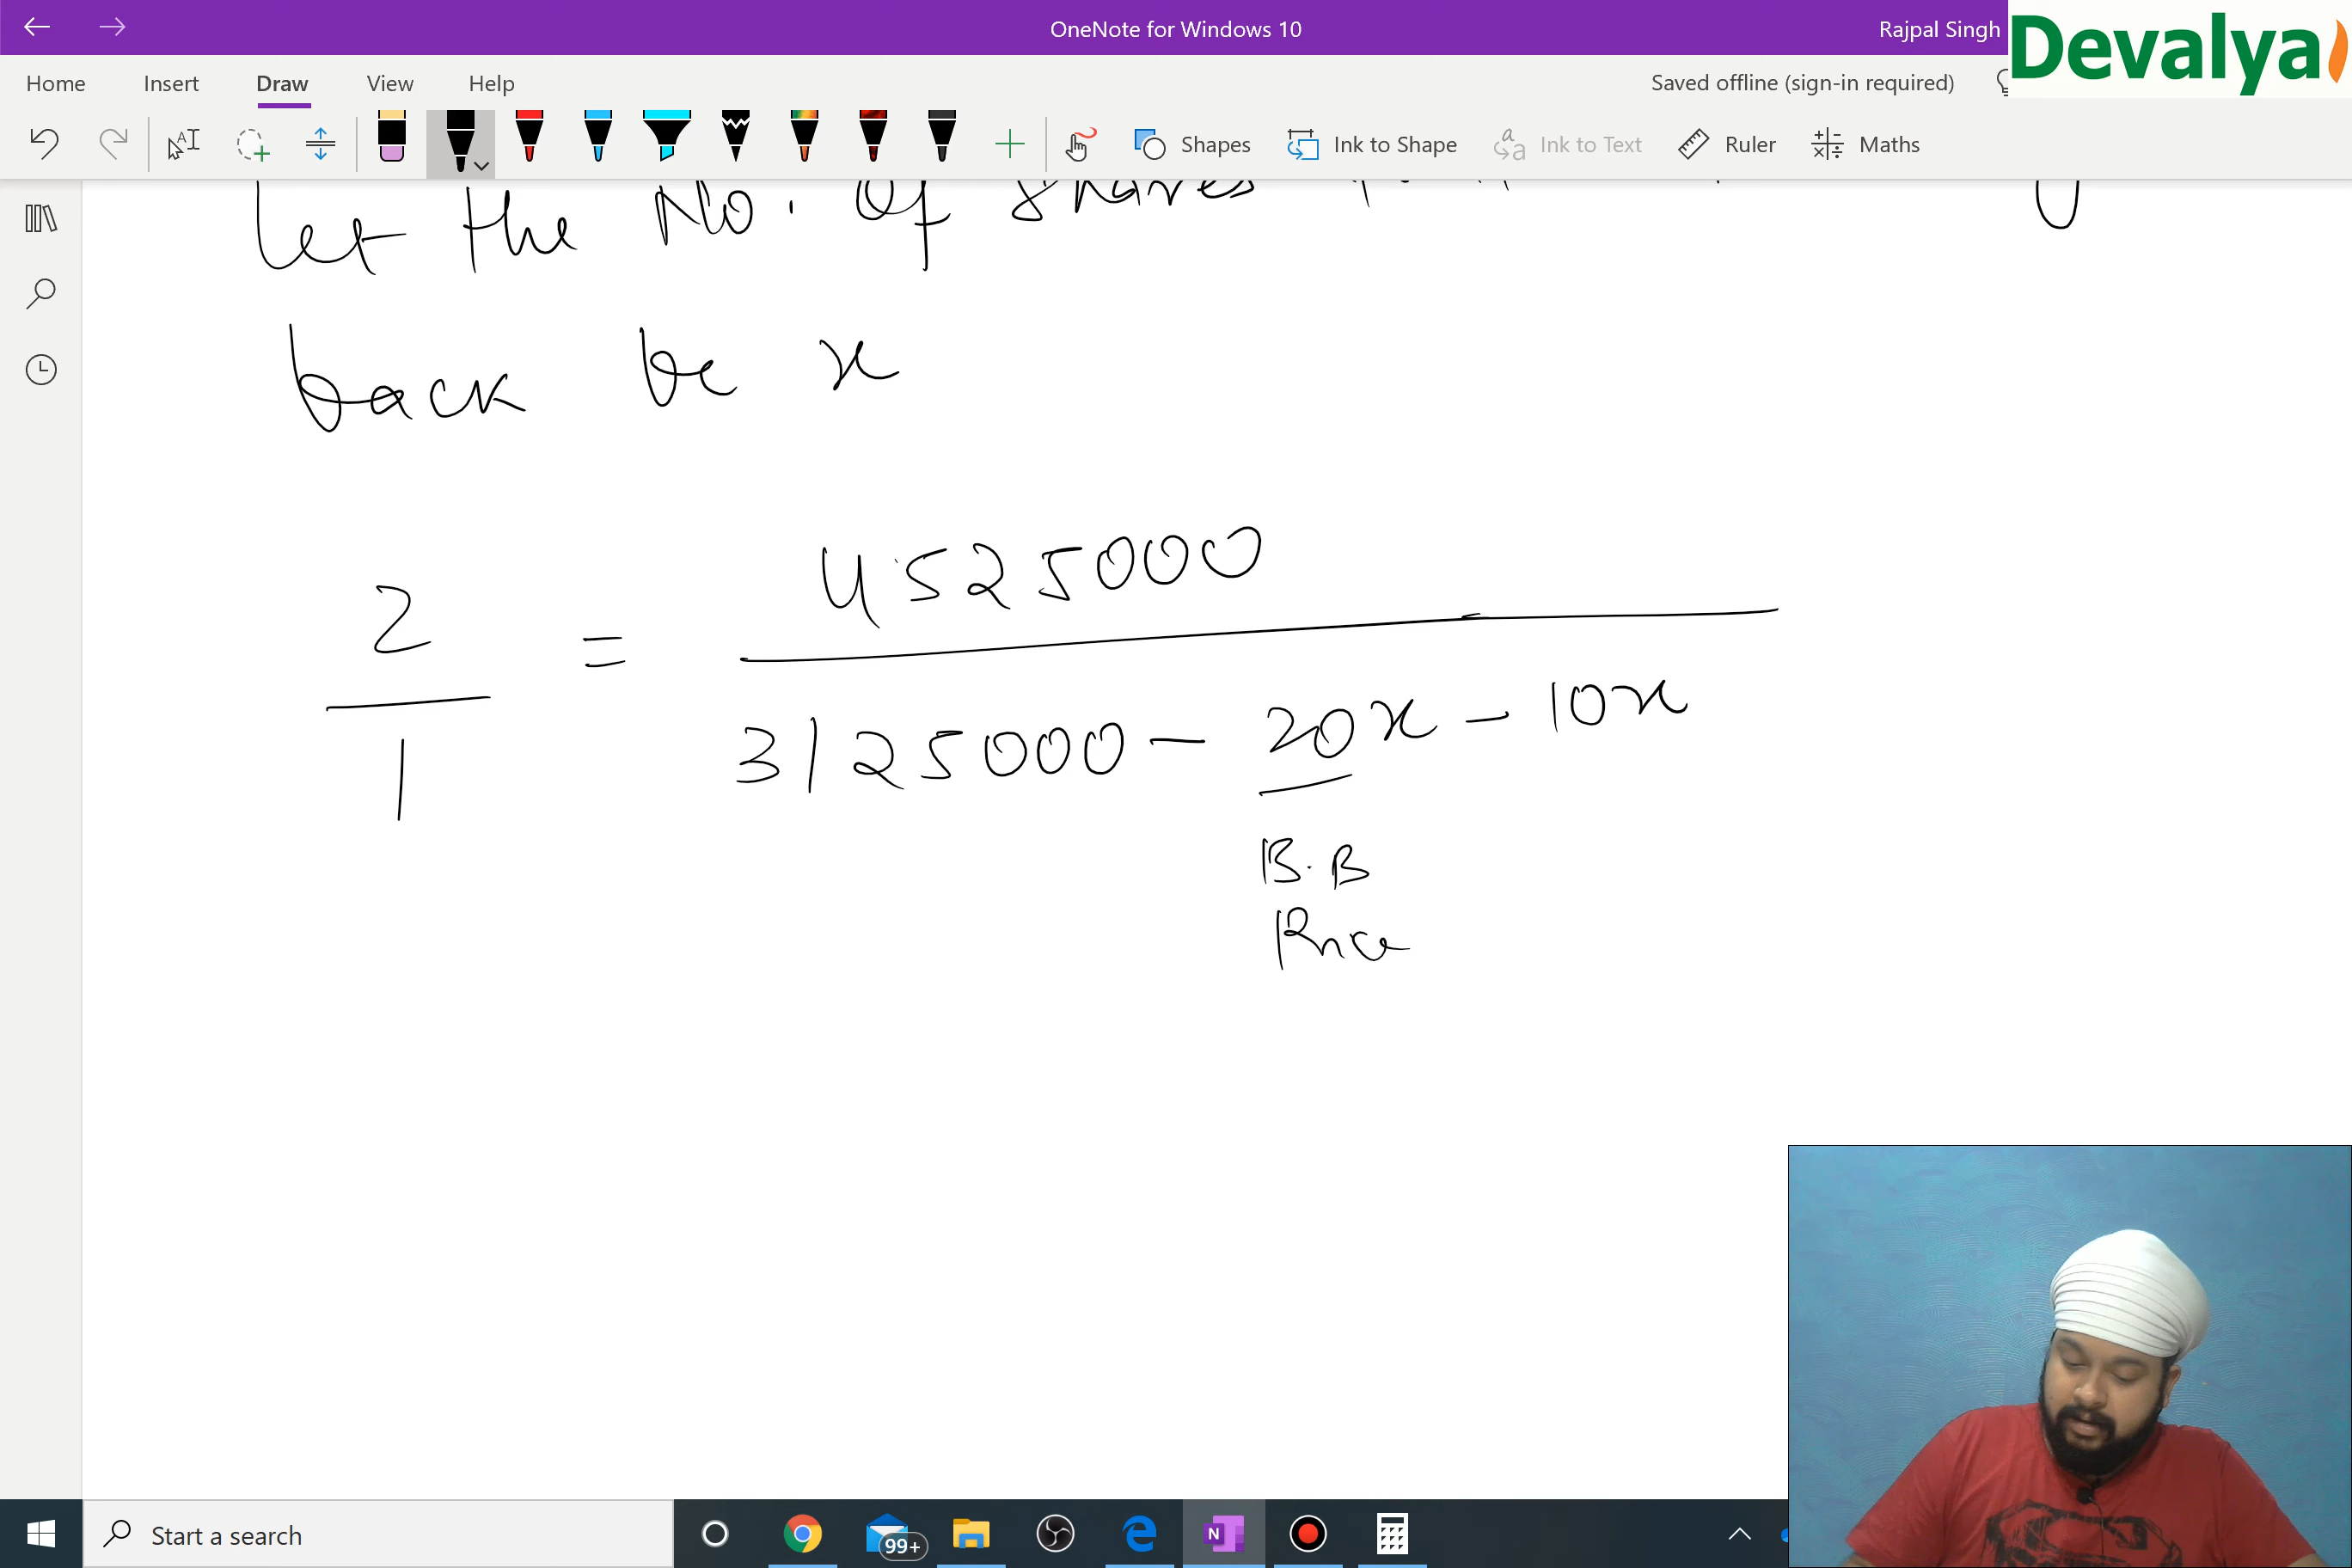 OneNote for Windows 10
Rajpal Singh
Devalya
Home Insert Draw View Help
Saved offline (sign-in required)
Shapes Ink to Shape Ink to Text Ruler Maths
Let the No. of shares
back be x
2/1 = 4525000/3125000 - 20x - 10x
B.B
Price
Start a search
99+
N